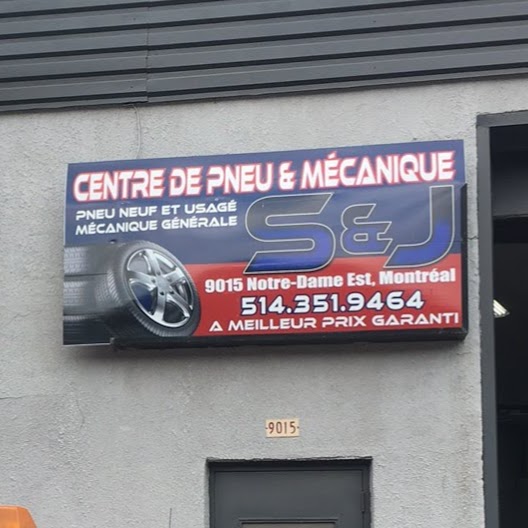 CENTRE DE PNEU & MÉCANIQUE
PNEU NEUF ET USAGÉ
MÉCANIQUE GÉNÉRALE
S&J
9015 Notre-Dame Est, Montréal
514.351.9464
A MEILLEUR PRIX GARANTI
-9015-